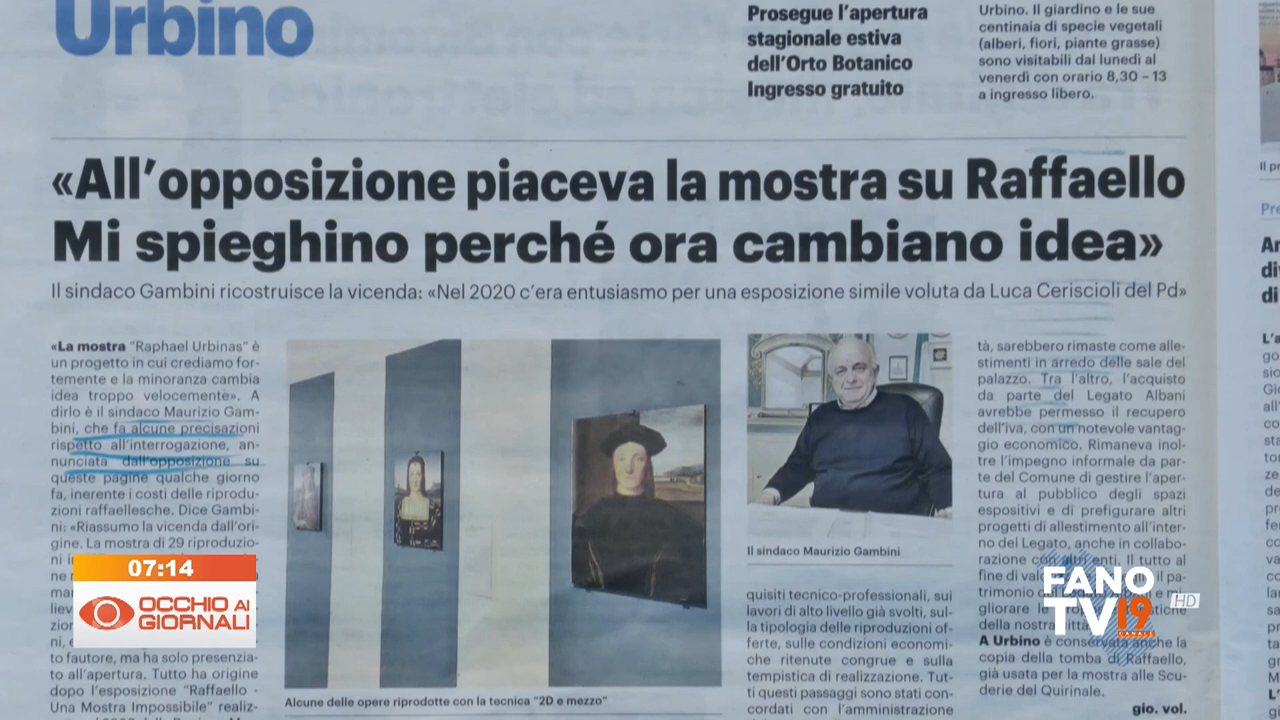 Urbino
Prosegue l'apertura
stagionale estiva
dell'Orto Botanico
Ingresso gratuito
Urbino. Il giardino e le sue
centinaia di specie vegetali
(alberi, fiori, piante grasse)
sono visitabili dal lunedì al
venerdì con orario 8,30 – 13
a ingresso libero.
«All'opposizione piaceva la mostra su Raffaello
Mi spieghino perché ora cambiano idea»
Il sindaco Gambini ricostruisce la vicenda: «Nel 2020 c'era entusiasmo per una esposizione simile voluta da Luca Ceriscioli del Pd»
«La mostra "Raphael Urbinas" è
un progetto in cui crediamo for-
temente e la minoranza cambia
idea troppo velocemente». A
dirlo è il sindaco Maurizio Gam-
bini, che fa alcune precisazioni
rispetto all'interrogazione, an-
nunciata dall'opposizione su
queste pagine qualche giorno
fa, inerente i costi delle riprodu-
zioni raffaellesche. Dice Gambi-
ni: «Riassumo la vicenda dall'ori-
gine. La mostra di 29 riproduzio-
ni
to fautore, ma ha solo presenzia-
to all'apertura. Tutto ha origine
dopo l'esposizione "Raffaello -
Una Mostra Impossibile" realiz-
Alcune delle opere riprodotte con la tecnica "2D e mezzo"
Il sindaco Maurizio Gambini
quisiti tecnico-professionali, sui
lavori di alto livello già svolti, sul-
la tipologia delle riproduzioni of-
ferte, sulle condizioni economi-
che ritenute congrue e sulla
tempistica di realizzazione. Tut-
ti questi passaggi sono stati con-
cordati con l'amministrazione
tà, sarebbero rimaste come alle-
stimenti in arredo delle sale del
palazzo. Tra l'altro, l'acquisto
da parte del Legato Albani
avrebbe permesso il recupero
dell'iva, con un notevole vantag-
gio economico. Rimaneva inol-
tre l'impegno informale da par-
te del Comune di gestire l'aper-
tura al pubblico degli spazi
espositivi e di prefigurare altri
progetti di allestimento all'inter-
no del Legato, anche in collabo-
razione con altri enti. Il tutto al
fine di il pa-
trimonio del
gliorare
della nostra città
A Urbino è conservata anche la
copia della tomba di Raffaello,
già usata per la mostra alle Scu-
derie del Quirinale.
gio. vol.
07:14
OCCHIO AI
GIORNALI
FANO
TV 19
CANALE
HD